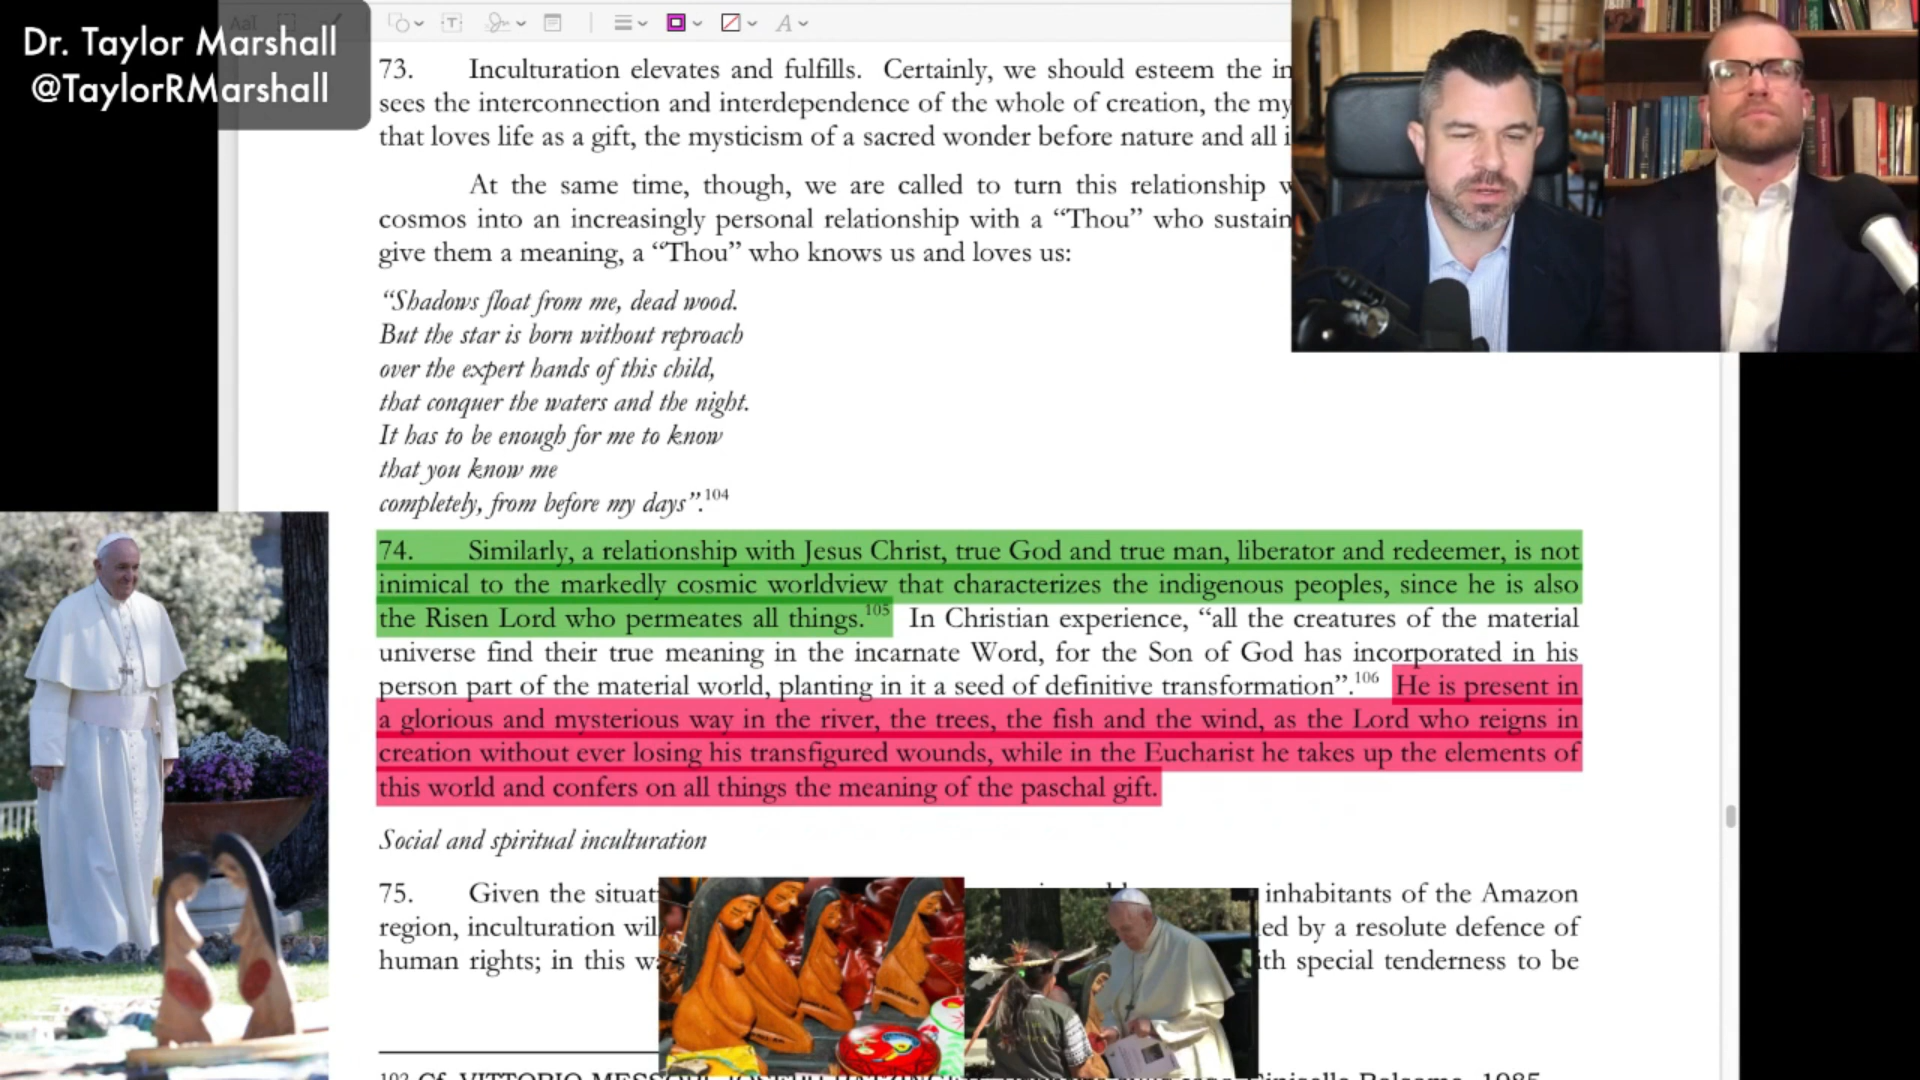 Dr. Taylor Marshall
@TaylorRMarshall
73. Inculturation elevates and fulfills. Certainly, we should esteem the in
sees the interconnection and interdependence of the whole of creation, the my
that loves life as a gift, the mysticism of a sacred wonder before nature and all i
At the same time, though, we are called to turn this relationship w
cosmos into an increasingly personal relationship with a “Thou” who sustain
give them a meaning, a “Thou” who knows us and loves us:
“Shadows float from me, dead wood.
But the star is born without reproach
over the expert hands of this child,
that conquer the waters and the night.
It has to be enough for me to know
that you know me
completely, from before my days”.104
74. Similarly, a relationship with Jesus Christ, true God and true man, liberator and redeemer, is not
inimical to the markedly cosmic worldview that characterizes the indigenous peoples, since he is also
the Risen Lord who permeates all things.105 In Christian experience, “all the creatures of the material
universe find their true meaning in the incarnate Word, for the Son of God has incorporated in his
person part of the material world, planting in it a seed of definitive transformation”.106 He is present in
a glorious and mysterious way in the river, the trees, the fish and the wind, as the Lord who reigns in
creation without ever losing his transfigured wounds, while in the Eucharist he takes up the elements of
this world and confers on all things the meaning of the paschal gift.
Social and spiritual inculturation
75. Given the situat inhabitants of the Amazon
region, inculturation wil ed by a resolute defence of
human rights; in this w ith special tenderness to be